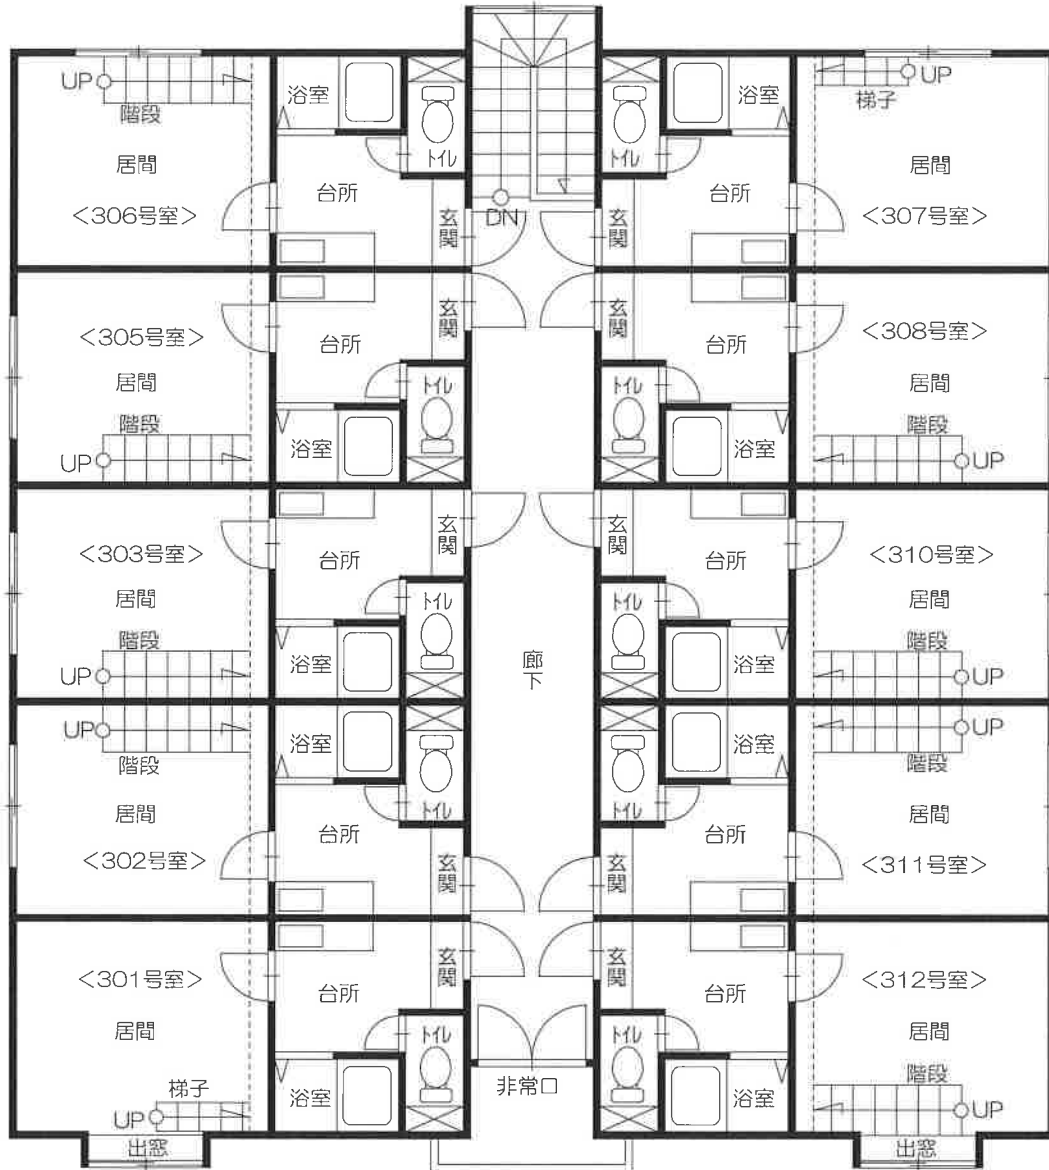 UP
階段
居間
<306号室>
浴室
トイレ
台所
玄関
DN
トイレ
浴室
台所
玄関
UP
梯子
居間
<307号室>
<305号室>
居間
階段
UP
台所
玄関
浴室
トイレ
玄関
台所
トイレ
浴室
<308号室>
居間
階段
UP
<303号室>
居間
階段
UP
台所
玄関
浴室
トイレ
廊下
玄関
台所
トイレ
浴室
<310号室>
居間
階段
UP
UP
階段
居間
<302号室>
浴室
トイレ
台所
玄関
トイレ
浴室
台所
玄関
UP
階段
居間
<311号室>
<301号室>
居間
梯子
UP
出窓
台所
玄関
浴室
トイレ
非常口
玄関
台所
トイレ
浴室
<312号室>
居間
階段
UP
出窓